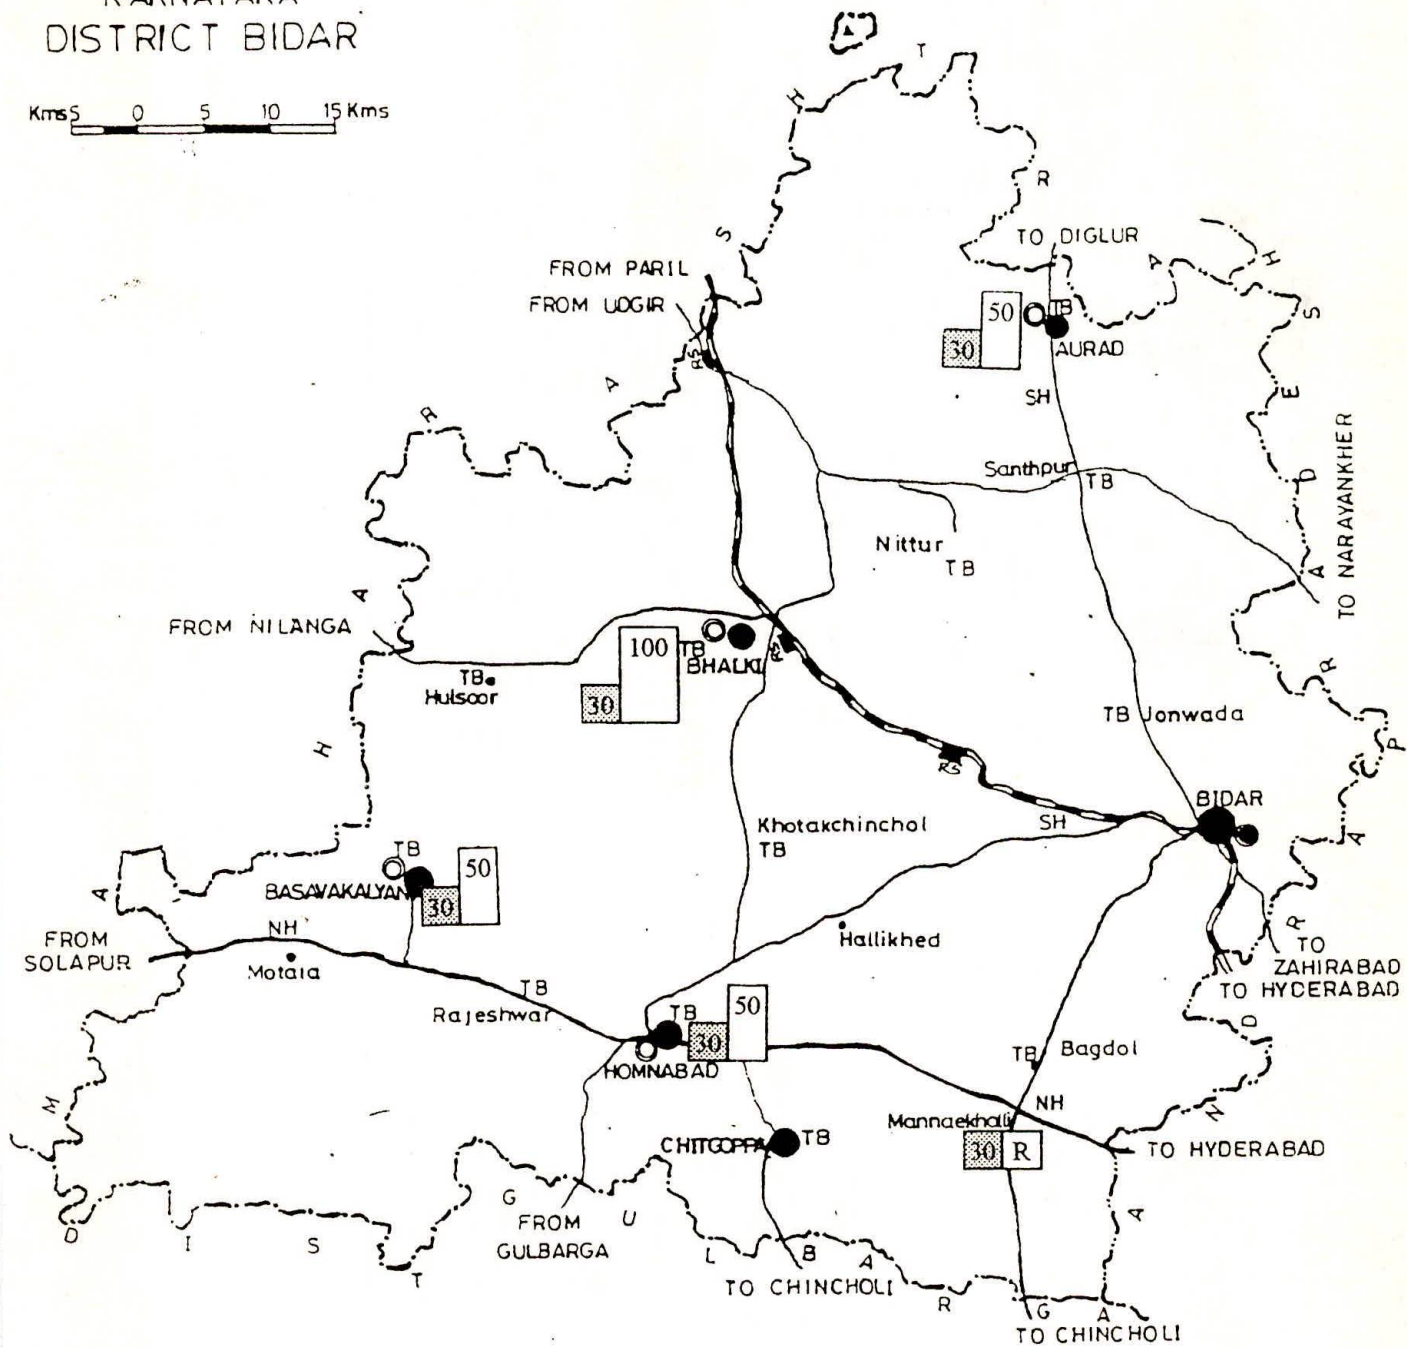 KARNATAKA
DISTRICT BIDAR
Kms 5 0 5 10 15 Kms
T
H
R
S
TO DIGLUR
A
H
FROM PARIL
FROM UDGIR
50
TB
30
AURAD
S
RS
A
SH
E
R
TO NARAYANKHER
Santhpur
TB
D
Nittur
TB
A
A
FROM NILANGA
100
TB
BHALKI
RS
30
TB
Hulsoor
R
TB Jonwada
H
P
RS
BIDAR
Khotakchinchol
TB
SH
A
TB
50
BASAVAKALYAN
30
A
NH
FROM
SOLAPUR
Motala
Hallikhed
R
TO
ZAHIRABAD
TO HYDERABAD
TB
Rajeshwar
TB
50
30
HOMNABAD
D
TB
Bagdol
M
NH
N
Mannaekhalli
30
R
CHITGOPPA
TB
TO HYDERABAD
G
U
A
D
I
S
T
FROM
GULBARGA
L
B
A
R
G
A
TO CHINCHOLI
TO CHINCHOLI